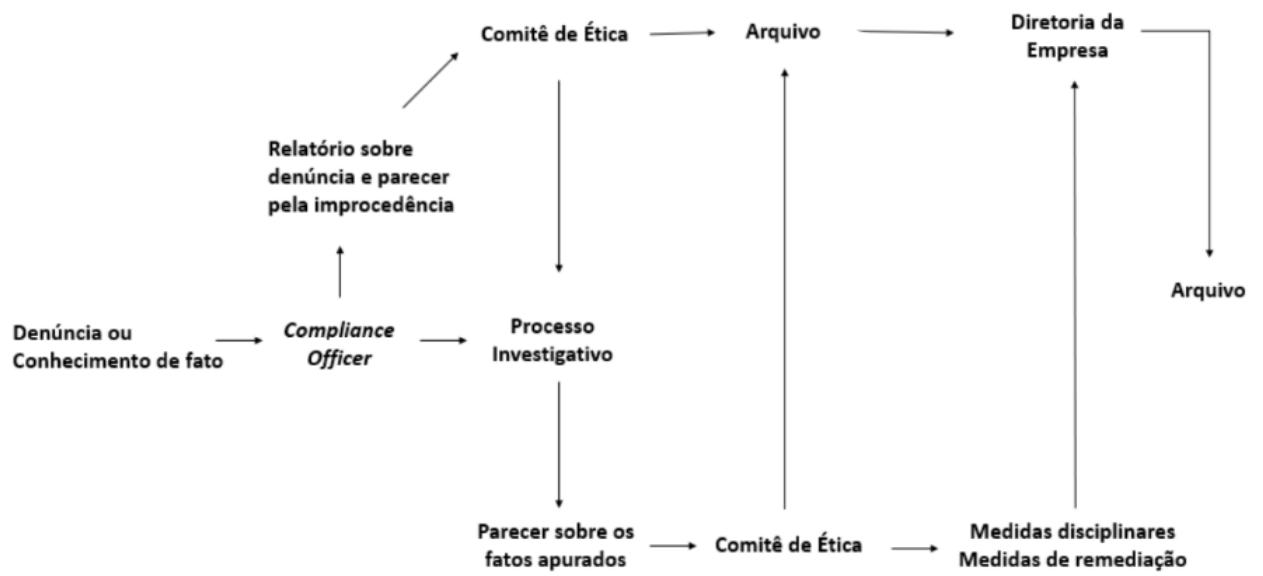 Comitê de Ética
Arquivo
Diretoria da
Empresa
Relatório sobre
denúncia e parecer
pela improcedência
Arquivo
Denúncia ou
Conhecimento de fato
Compliance
Officer
Processo
Investigativo
Parecer sobre os
fatos apurados
Comitê de Ética
Medidas disciplinares
Medidas de remediação